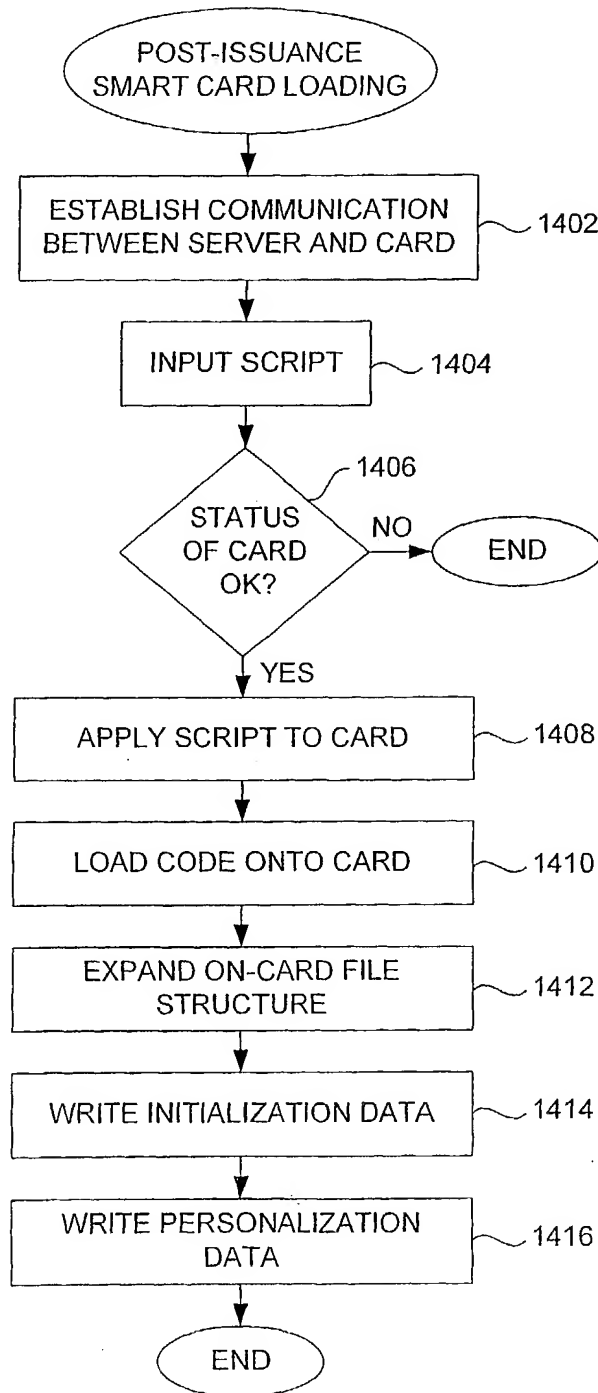 POST-ISSUANCE
SMART CARD LOADING
ESTABLISH COMMUNICATION
BETWEEN SERVER AND CARD
1402
INPUT SCRIPT
1404
1406
STATUS
OF CARD
OK?
NO
END
YES
APPLY SCRIPT TO CARD
1408
LOAD CODE ONTO CARD
1410
EXPAND ON-CARD FILE
STRUCTURE
1412
WRITE INITIALIZATION DATA
1414
WRITE PERSONALIZATION
DATA
1416
END